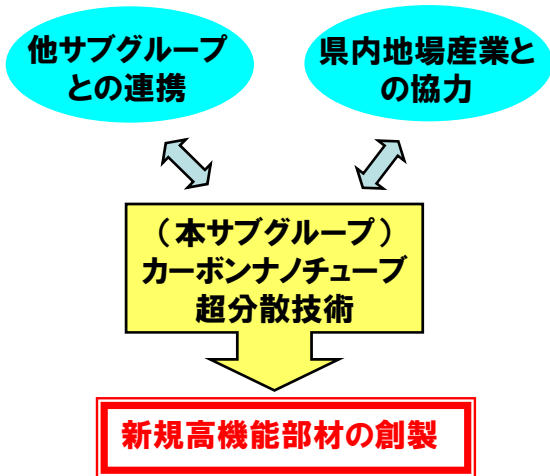 他サブグループ
との連携
県内地場産業と
の協力
(本サブグループ)
カーボンナノチューブ
超分散技術
新規高機能部材の創製